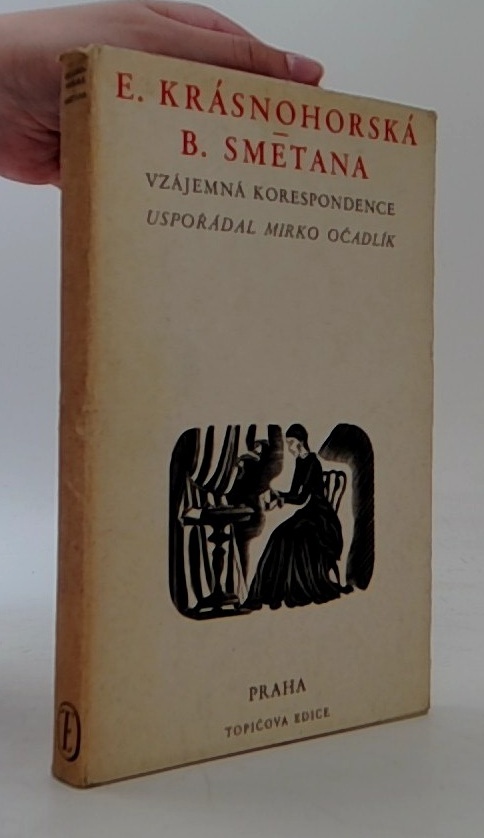 E. KRÁSNOHORSKÁ
–
B. SMETANA
VZÁJEMNÁ KORESPONDENCE
USPOŘÁDAL MIRKO OČADLÍK
PRAHA
TOPIČOVA EDICE